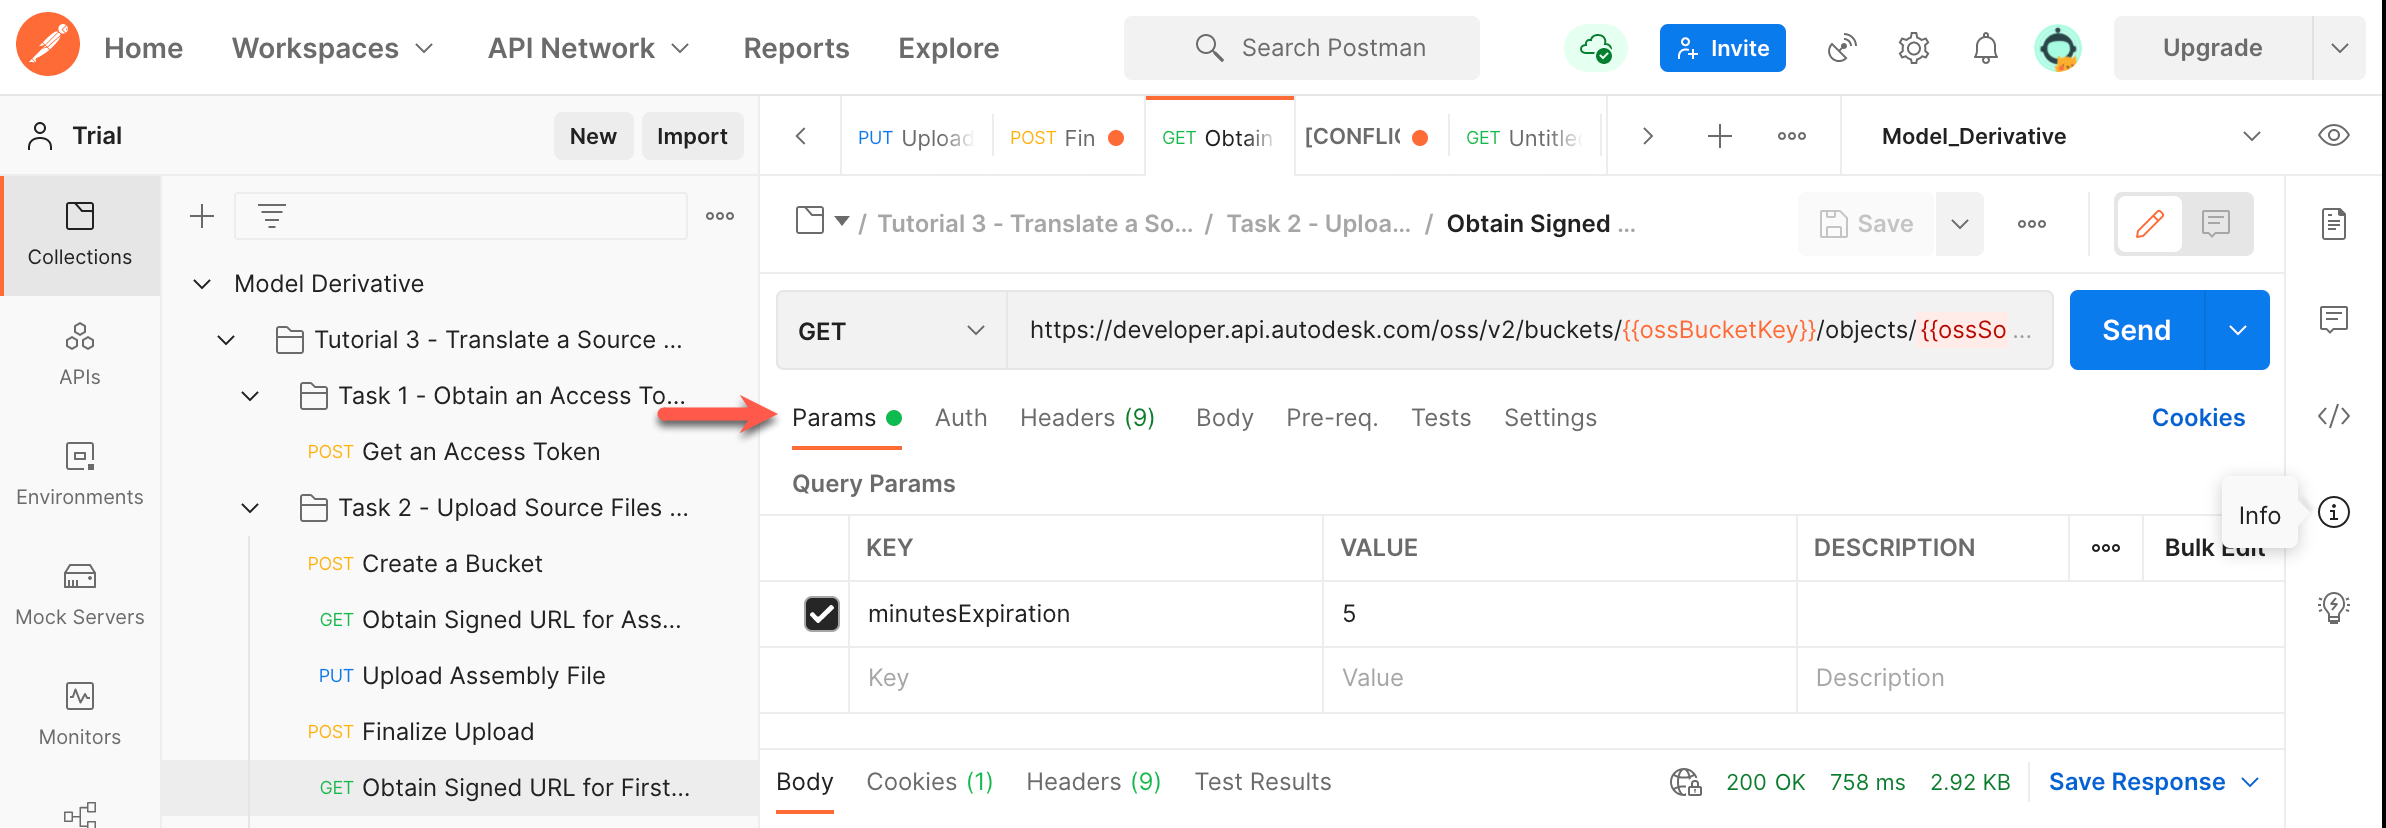 Home Workspaces API Network Reports Explore Search Postman Invite Upgrade
Trial New Import
PUT Upload POST Fin GET Obtain [CONFLIC GET Untitle Model_Derivative
Collections
APIs
Environments
Mock Servers
Monitors
Model Derivative
Tutorial 3 - Translate a Source ...
Task 1 - Obtain an Access To...
POST Get an Access Token
Task 2 - Upload Source Files ...
POST Create a Bucket
GET Obtain Signed URL for Ass...
PUT Upload Assembly File
POST Finalize Upload
GET Obtain Signed URL for First...
/ Tutorial 3 - Translate a So... / Task 2 - Uploa... / Obtain Signed ... Save
GET https://developer.api.autodesk.com/oss/v2/buckets/{{ossBucketKey}}/objects/{{ossSo ... Send
Params Auth Headers (9) Body Pre-req. Tests Settings Cookies
Query Params
Info
KEY VALUE DESCRIPTION Bulk Edit
minutesExpiration 5
Key Value Description
Body Cookies (1) Headers (9) Test Results 200 OK 758 ms 2.92 KB Save Response